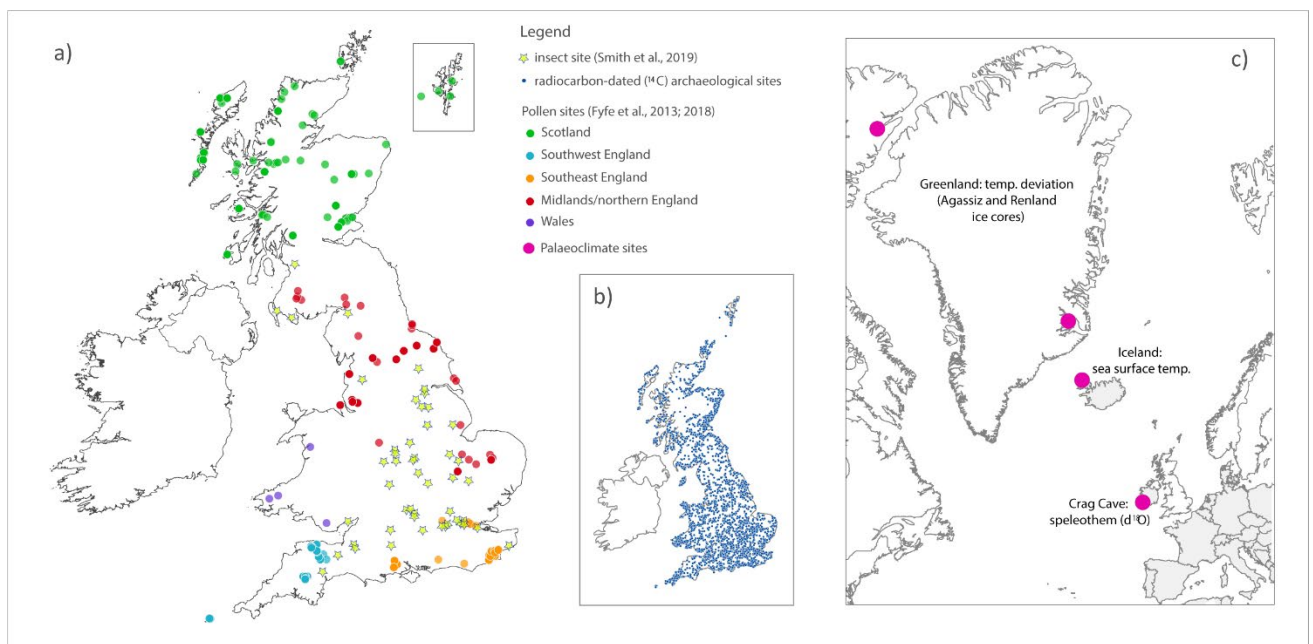 a)
Legend
insect site (Smith et al., 2019)
radiocarbon-dated (¹⁴C) archaeological sites
Pollen sites (Fyfe et al., 2013; 2018)
Scotland
Southwest England
Southeast England
Midlands/northern England
Wales
Palaeoclimate sites
b)
c)
Greenland: temp. deviation
(Agassiz and Renland
ice cores)
Iceland:
sea surface temp.
Crag Cave:
speleothem (d¹⁸O)